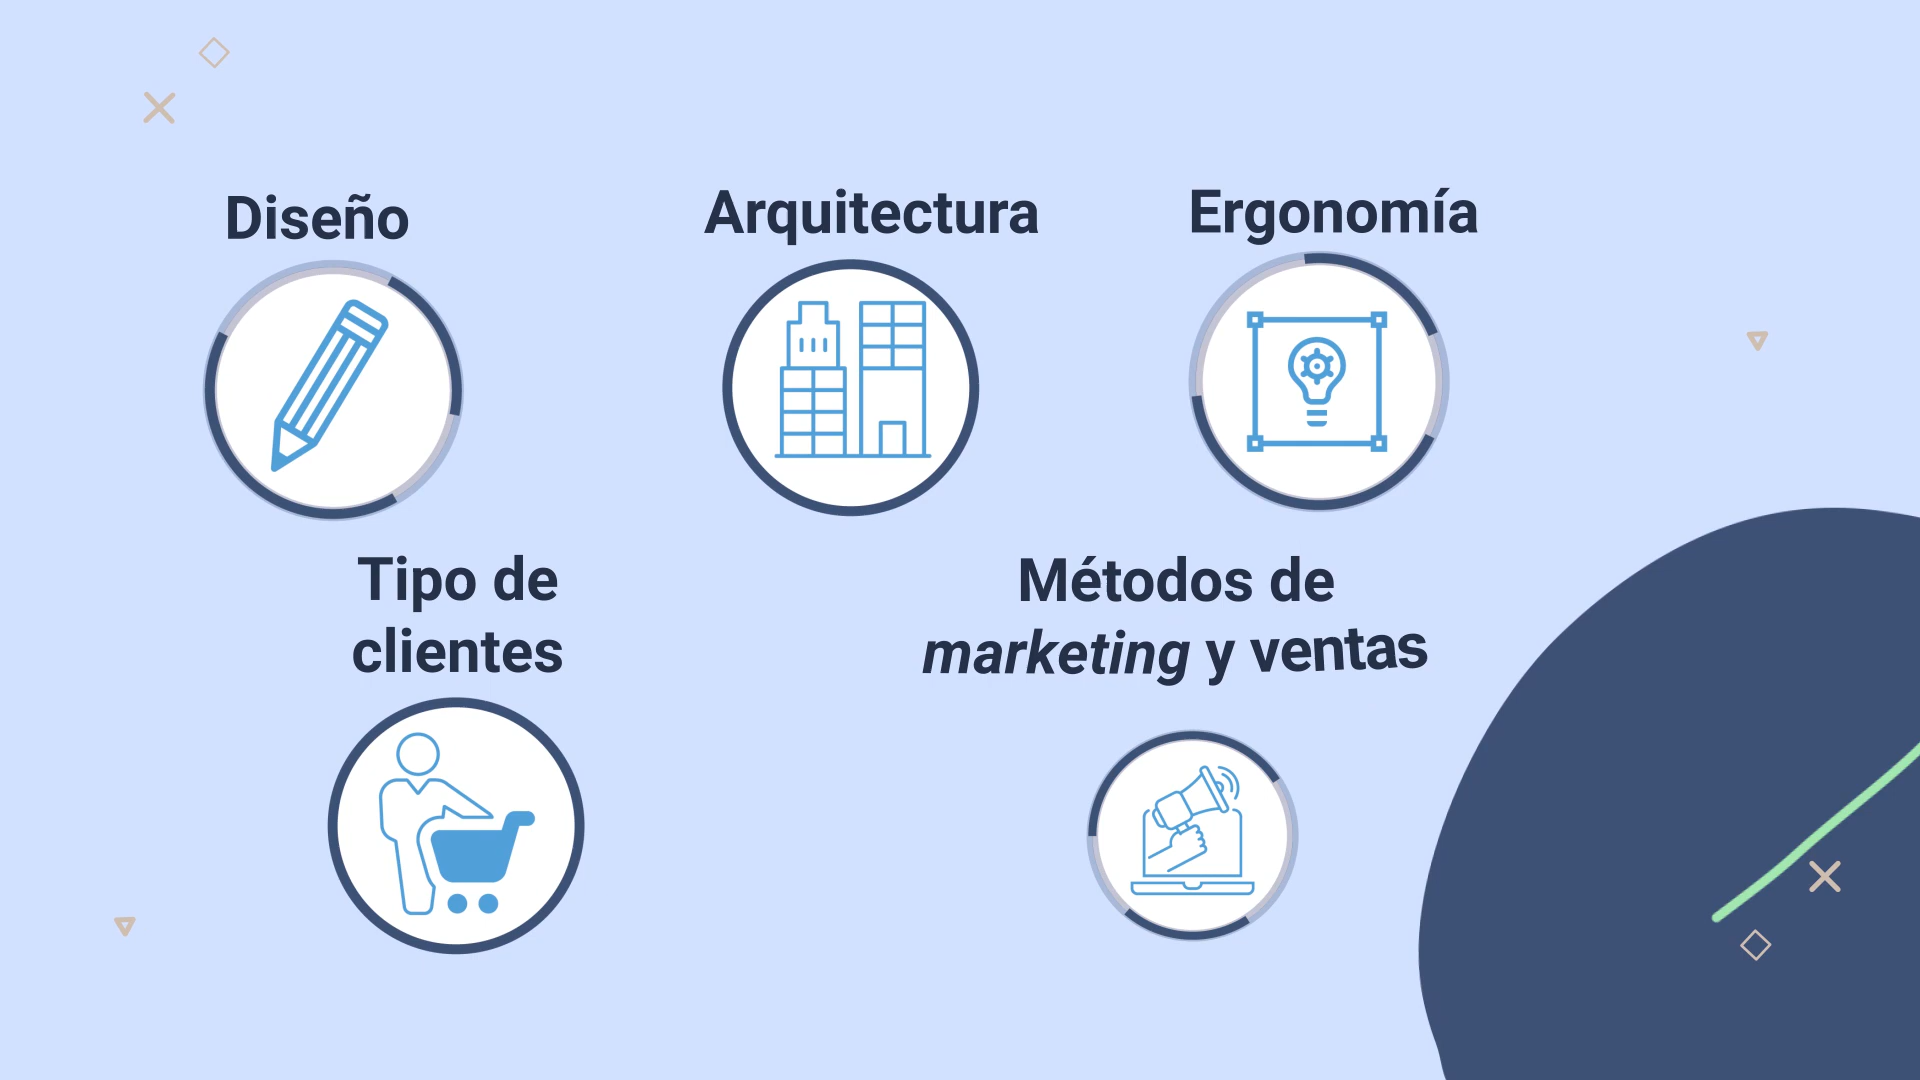 Diseño
Arquitectura
Ergonomía
Tipo de
clientes
Métodos de
marketing y ventas